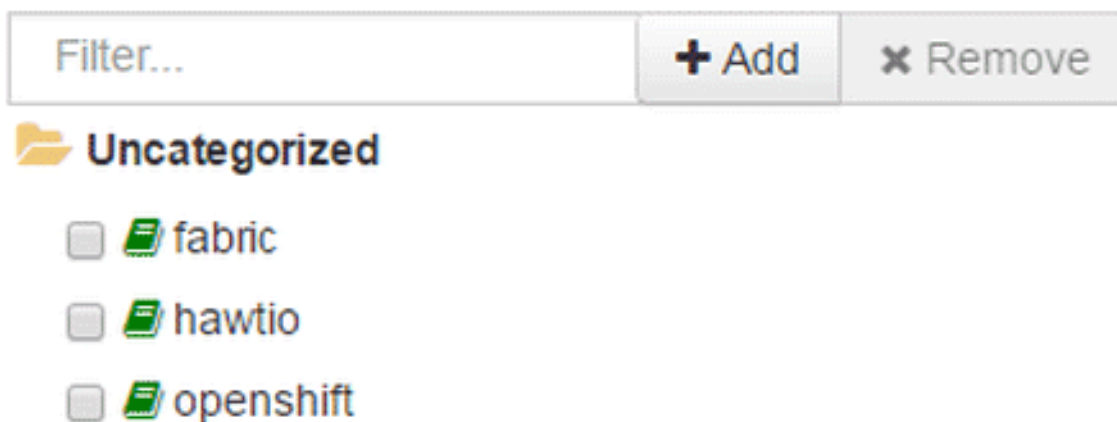 Filter... Add Remove
Uncategorized
fabric
hawtio
openshift